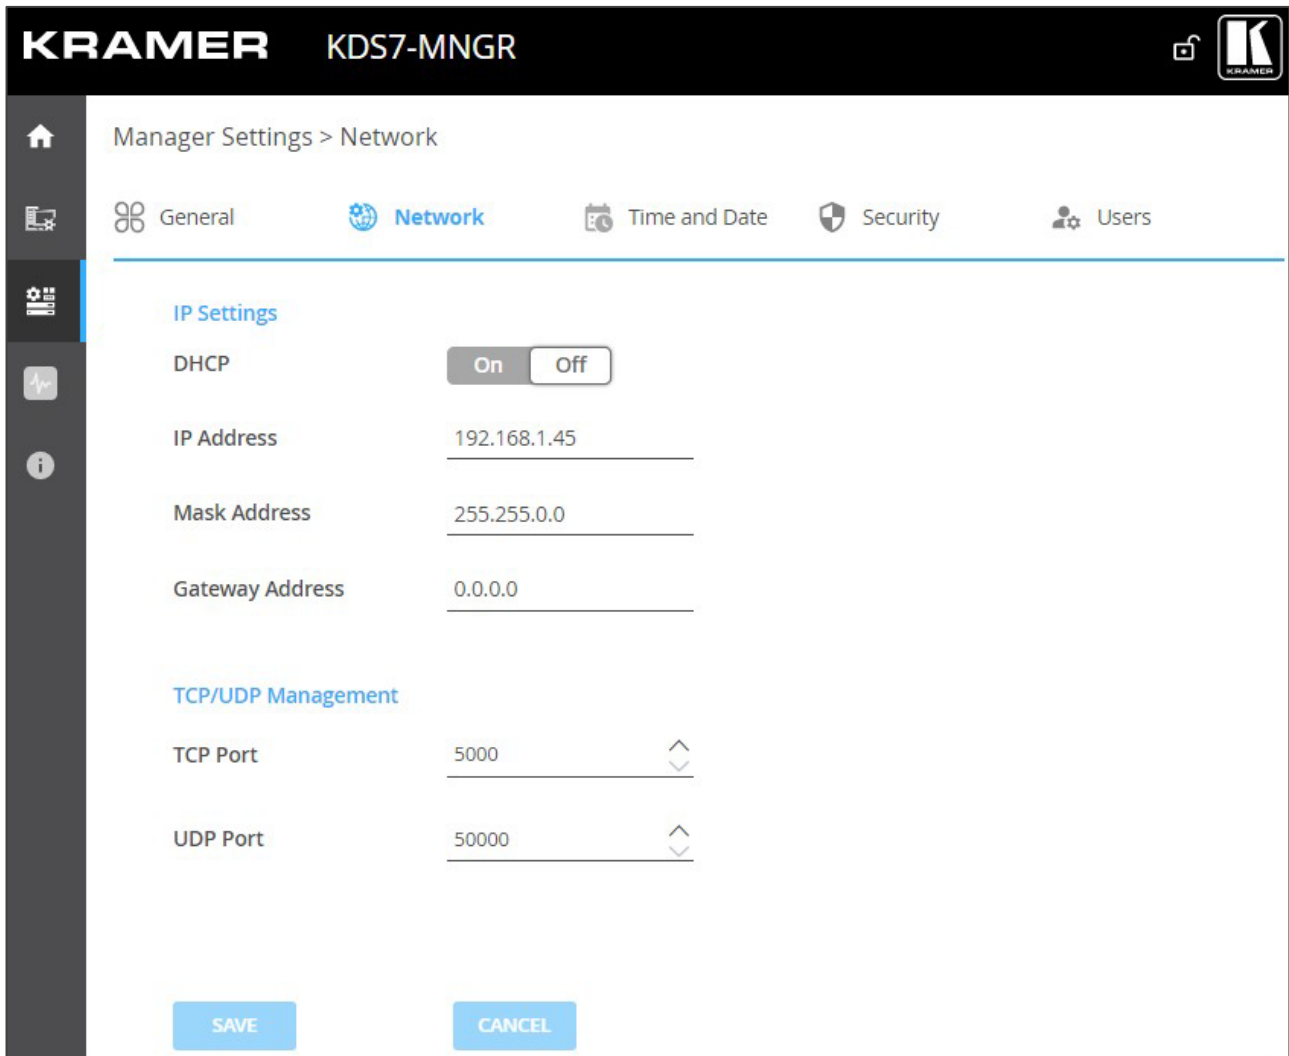 KRAMER KDS7-MNGR
KRAMER
Manager Settings > Network
General Network Time and Date Security Users
IP Settings
DHCP On Off
IP Address 192.168.1.45
Mask Address 255.255.0.0
Gateway Address 0.0.0.0
TCP/UDP Management
TCP Port 5000
UDP Port 50000
SAVE CANCEL